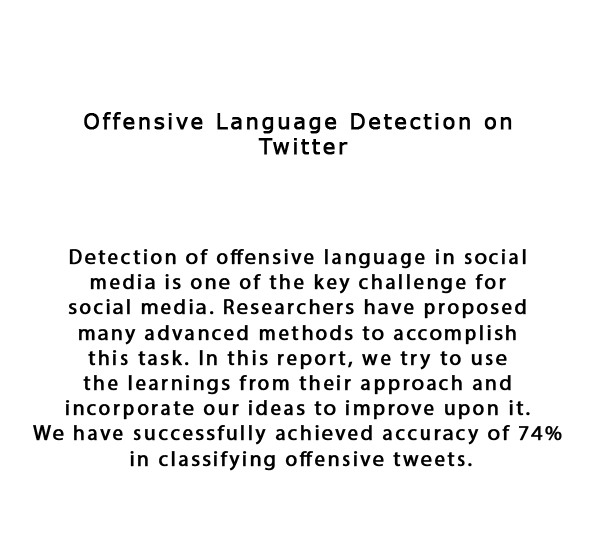 Offensive Language Detection on
Twitter
Detection of offensive language in social
media is one of the key challenge for
social media. Researchers have proposed
many advanced methods to accomplish
this task. In this report, we try to use
the learnings from their approach and
incorporate our ideas to improve upon it.
We have successfully achieved accuracy of 74%
in classifying offensive tweets.